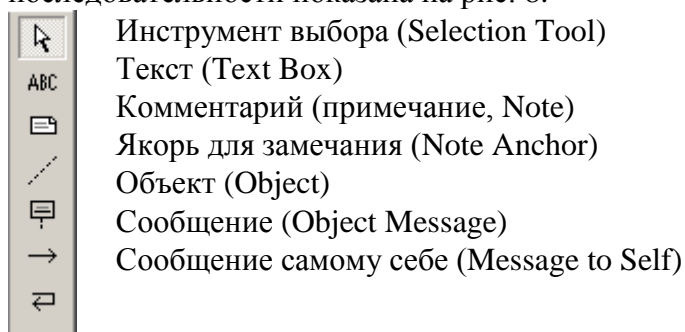 последовательности показана на рис. 8.
Инструмент выбора (Selection Tool)
ABC
Текст (Text Box)
Комментарий (примечание, Note)
Якорь для замечания (Note Anchor)
Объект (Object)
Сообщение (Object Message)
Сообщение самому себе (Message to Self)